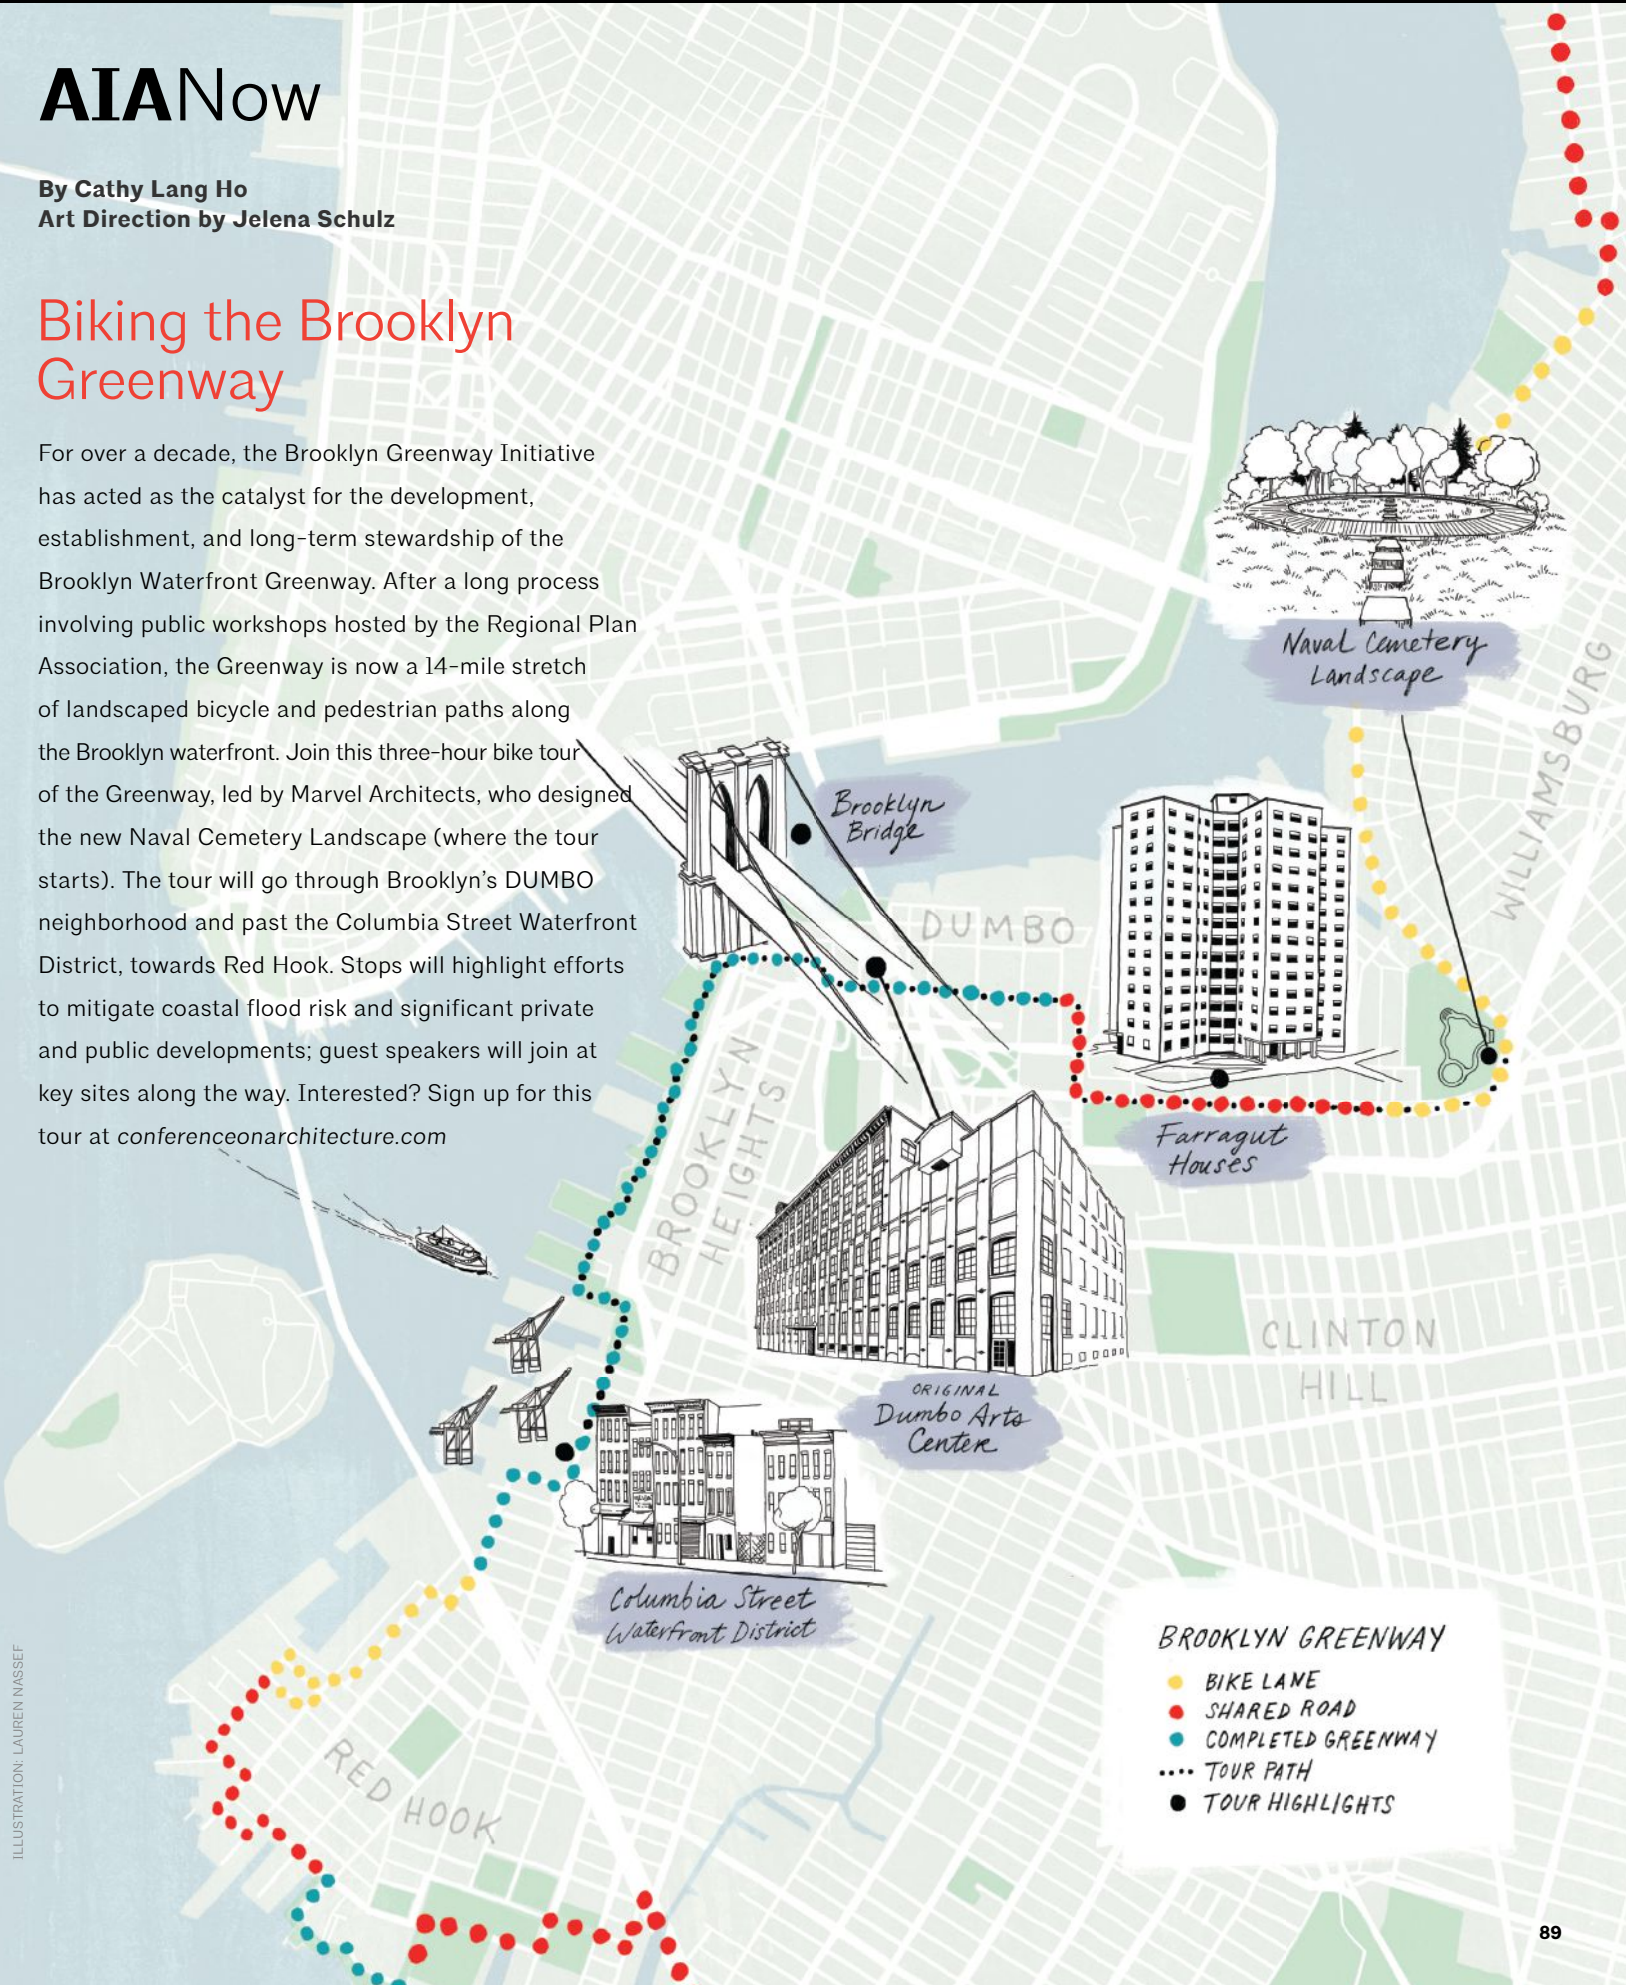 AIANow
By Cathy Lang Ho
Art Direction by Jelena Schulz
Biking the Brooklyn
Greenway
For over a decade, the Brooklyn Greenway Initiative
has acted as the catalyst for the development,
establishment, and long-term stewardship of the
Brooklyn Waterfront Greenway. After a long process
involving public workshops hosted by the Regional Plan
Association, the Greenway is now a 14-mile stretch
of landscaped bicycle and pedestrian paths along
the Brooklyn waterfront. Join this three-hour bike tour
of the Greenway, led by Marvel Architects, who designed
the new Naval Cemetery Landscape (where the tour
starts). The tour will go through Brooklyn's DUMBO
neighborhood and past the Columbia Street Waterfront
District, towards Red Hook. Stops will highlight efforts
to mitigate coastal flood risk and significant private
and public developments; guest speakers will join at
key sites along the way. Interested? Sign up for this
tour at conferenceonarchitecture.com
Naval Cemetery
Landscape
WILLIAMSBURG
Brooklyn
Bridge
DUMBO
Farragut
Houses
BROOKLYN
HEIGHTS
CLINTON
HILL
ORIGINAL
Dumbo Arts
Center
Columbia Street
Waterfront District
RED HOOK
BROOKLYN GREENWAY
BIKE LANE
SHARED ROAD
COMPLETED GREENWAY
TOUR PATH
TOUR HIGHLIGHTS
ILLUSTRATION: LAUREN NASSEF
89